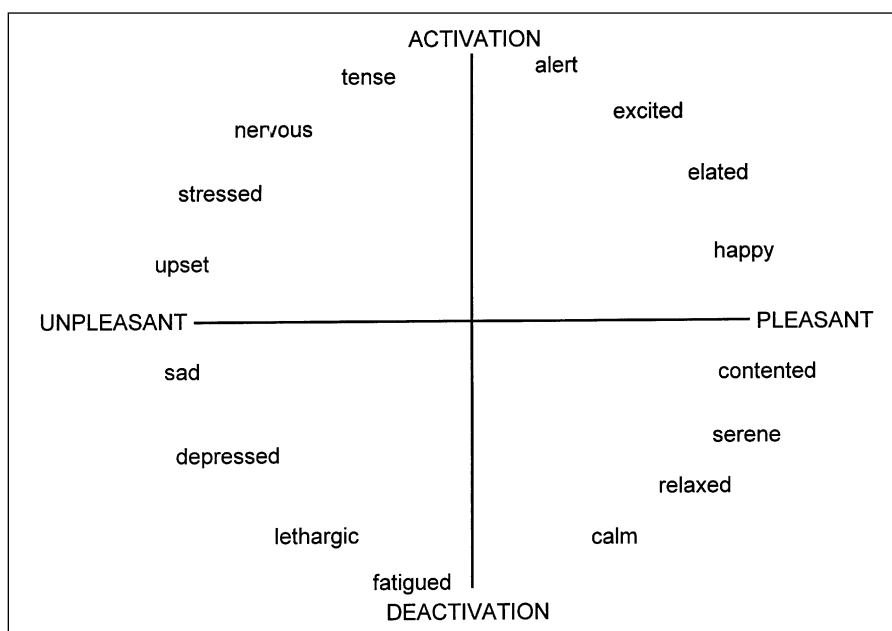 ACTIVATION
tense
alert
excited
nervous
elated
stressed
happy
upset
UNPLEASANT
PLEASANT
sad
contented
serene
depressed
relaxed
lethargic
calm
fatigued
DEACTIVATION